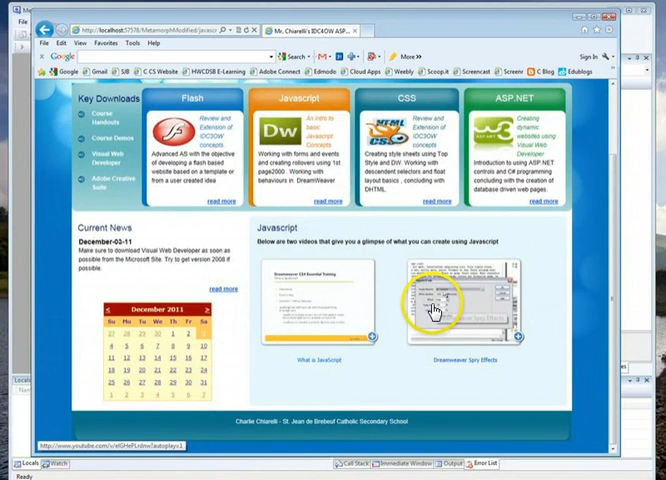 http://localhost:57578/MetamorphModified/javascr
Mr. Chiarelli's IDC4OW ASP...
File Edit View Favorites Tools Help
Google Search More Sign In
Google Gmail SJB C CS Website HWCDSB E-Learning Adobe Connect Edmodo Cloud Apps Weebly Scoop.it Screencast Screenr C Blog Edublogs
Key Downloads
Course Handouts
Course Demos
Visual Web Developer
Adobe Creative Suite
Flash
Review and
Extension of
IDC3OW
concepts
Advanced AS with the objective
of developing a flash based
website based on a template or
from a user created idea
read more
Javascript
An intro to
basic
Javascript
Concepts
Working with forms and events
and creating rollovers using 1st
page2000 . Working with
behaviours in DreamWeaver
read more
CSS
Review and
Extension of
IDC3OW
Concepts
Creating style sheets using Top
Style and DW. Working with
descendent selectors and float
layout basics , concluding with
DHTML.
read more
ASP.NET
Creating
dynamic
websites
using Visual
Web
Developer
Introduction to using ASP.NET
controls and C# programming
concluding with the creation of
database driven web pages.
read more
Current News
December-03-11
Make sure to download Visual Web Developer as soon as
possible from the Microsoft Site. Try to get version 2008 if
possible.
read more
< December 2011 >
Su Mo Tu We Th Fr Sa
27 28 29 30 1 2 3
4 5 6 7 8 9 10
11 12 13 14 15 16 17
18 19 20 21 22 23 24
25 26 27 28 29 30 31
1 2 3 4 5 6 7
Javascript
Below are two videos that give you a glimpse of what you can create using Javascript
Dreamweaver CS4 Essential Training
What is JavaScript
Spry Effects
Dreamweaver Spry Effects
Charlie Chiarelli - St. Jean de Brebeuf Catholic Secondary School
Locals Watch
Call Stack Immediate Window Output Error List
Ready